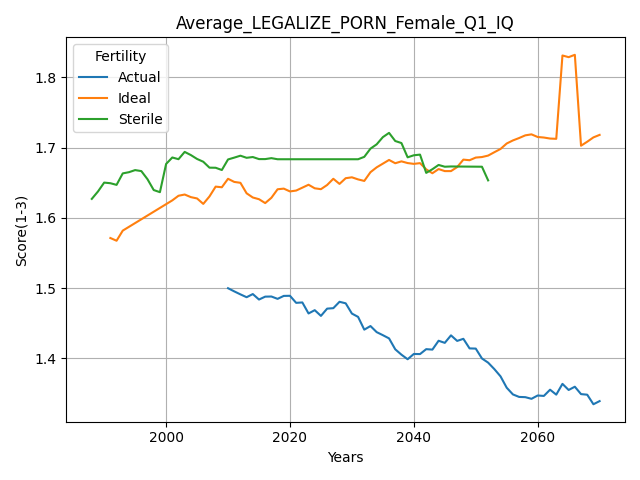 Average_LEGALIZE_PORN_Female_Q1_IQ
Fertility
Actual
Ideal
Sterile
Score(1-3)
1.8
1.7
1.6
1.5
1.4
2000 2020 2040 2060
Years